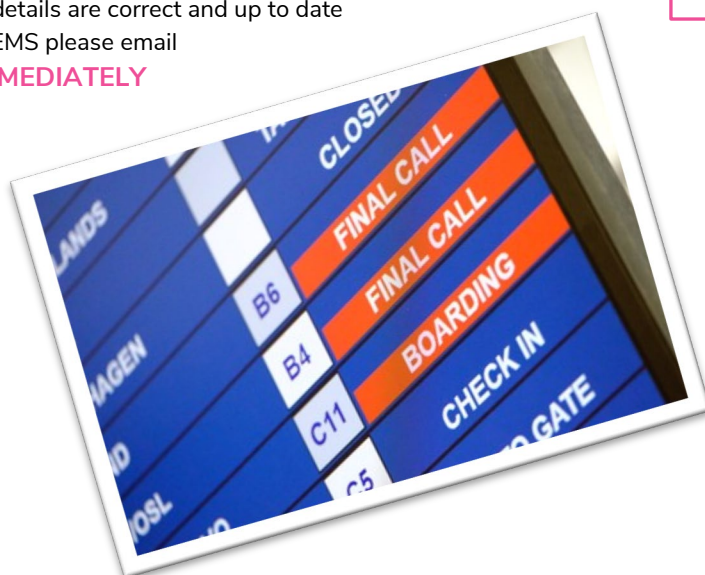 details are correct and up to date
EMS please email
MEDIATELY
CLOSED
LANDS
B6 FINAL CALL
HAGEN B4 FINAL CALL
C11 BOARDING
C5 CHECK IN
GATE